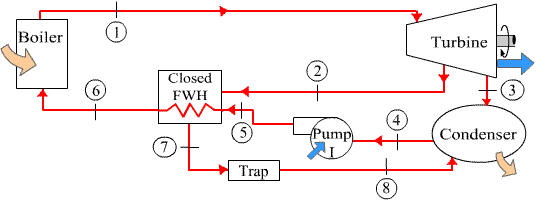 1
Boiler
Turbine
Closed
FWH
2
3
6
5
Pump
I
4
Condenser
7
Trap
8